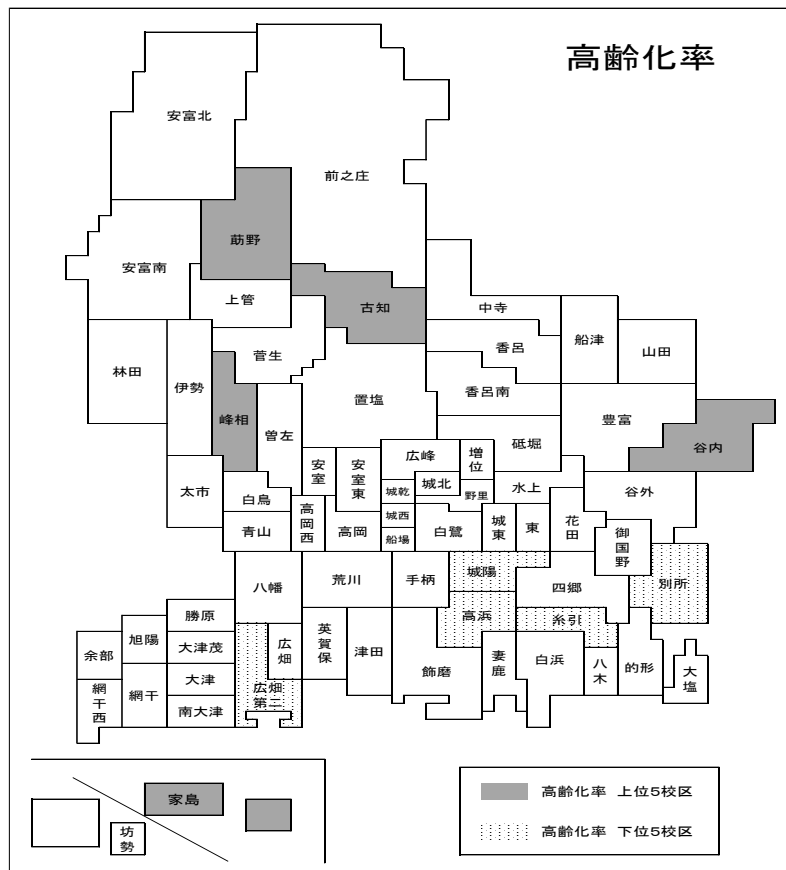 高齢化率
安富北
前之庄
莇野
安富南
上管
古知
中寺
船津
山田
香呂
菅生
林田
伊勢
置塩
香呂南
峰相
曽左
豊富
砥堀
谷内
広峰
増位
安室
安室東
太市
白鳥
城乾
城北
野里
水上
谷外
高岡西
城西
青山
高岡
船場
白鷺
城東
東
花田
御国野
八幡
荒川
手柄
城陽
四郷
別所
勝原
高浜
糸引
旭陽
余部
大津茂
広畑
英賀保
津田
飾磨
妻鹿
白浜
八木
的形
大塩
大津
網干西
網干
広畑第二
南大津
家島
坊勢
高齢化率 上位5校区
高齢化率 下位5校区